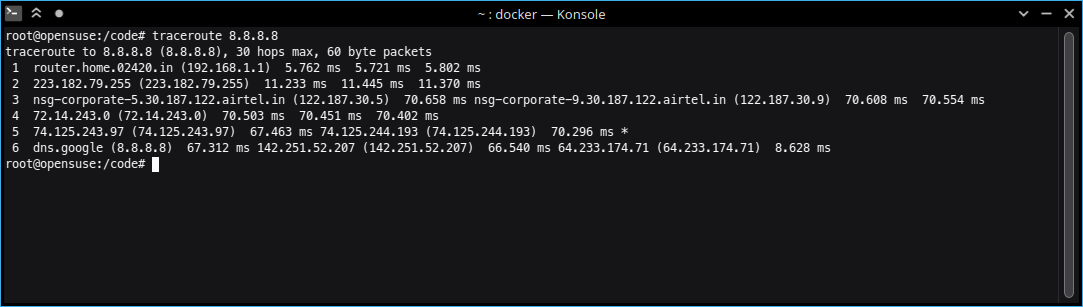 ~ : docker — Konsole
root@opensuse:/code# traceroute 8.8.8.8
traceroute to 8.8.8.8 (8.8.8.8), 30 hops max, 60 byte packets
 1  router.home.02420.in (192.168.1.1)  5.762 ms  5.721 ms  5.802 ms
 2  223.182.79.255 (223.182.79.255)  11.233 ms  11.445 ms  11.370 ms
 3  nsg-corporate-5.30.187.122.airtel.in (122.187.30.5)  70.658 ms nsg-corporate-9.30.187.122.airtel.in (122.187.30.9)  70.608 ms  70.554 ms
 4  72.14.243.0 (72.14.243.0)  70.503 ms  70.451 ms  70.402 ms
 5  74.125.243.97 (74.125.243.97)  67.463 ms 74.125.244.193 (74.125.244.193)  70.296 ms *
 6  dns.google (8.8.8.8)  67.312 ms 142.251.52.207 (142.251.52.207)  66.540 ms 64.233.174.71 (64.233.174.71)  8.628 ms
root@opensuse:/code#